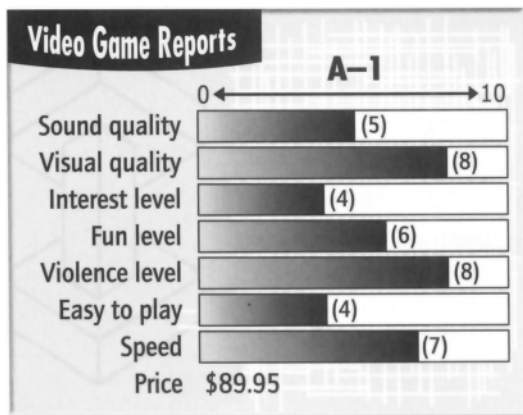 Video Game Reports
A–1
0 10
Sound quality (5)
Visual quality (8)
Interest level (4)
Fun level (6)
Violence level (8)
Easy to play (4)
Speed (7)
Price $89.95